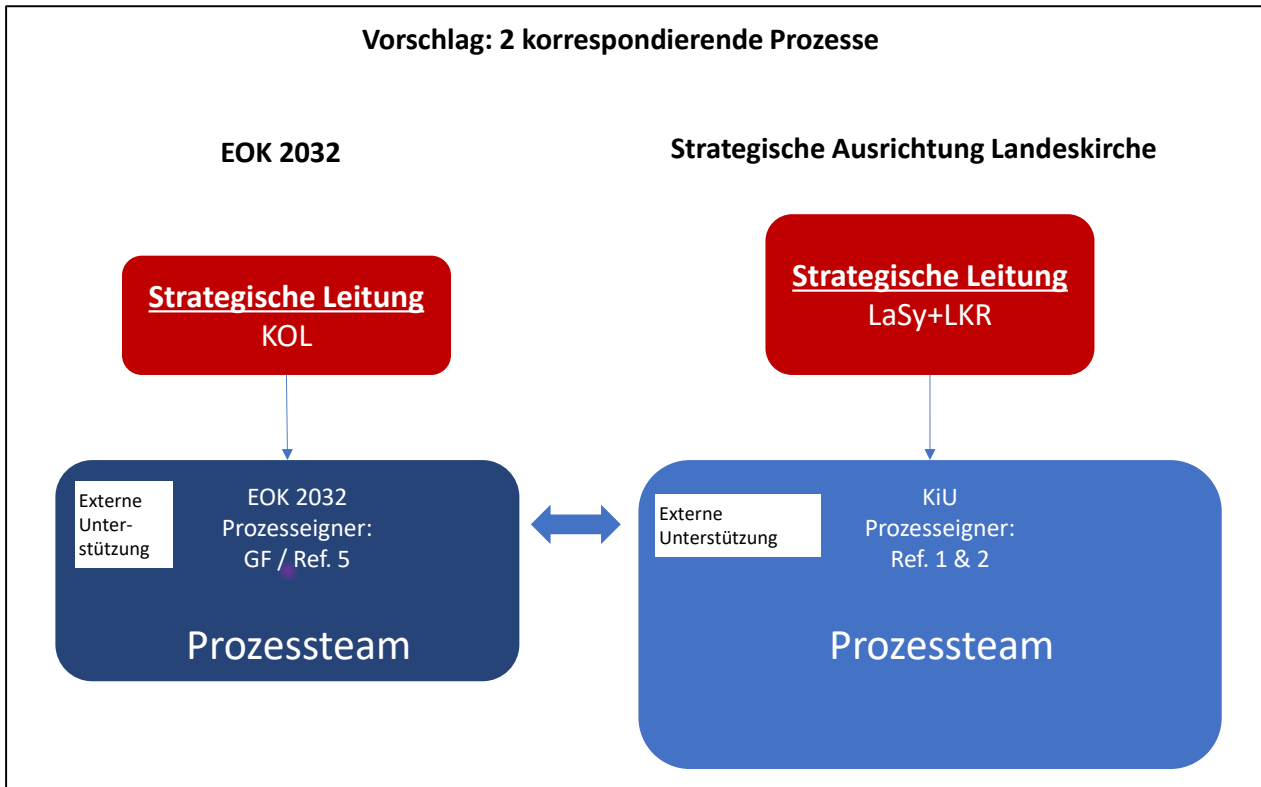 Vorschlag: 2 korrespondierende Prozesse
EOK 2032
Strategische Ausrichtung Landeskirche
Strategische Leitung
KOL
Strategische Leitung
LaSy+LKR
Externe
Unter-
stützung
EOK 2032
Prozesseigner:
GF / Ref. 5
Prozessteam
Externe
Unterstützung
KiU
Prozesseigner:
Ref. 1 & 2
Prozessteam